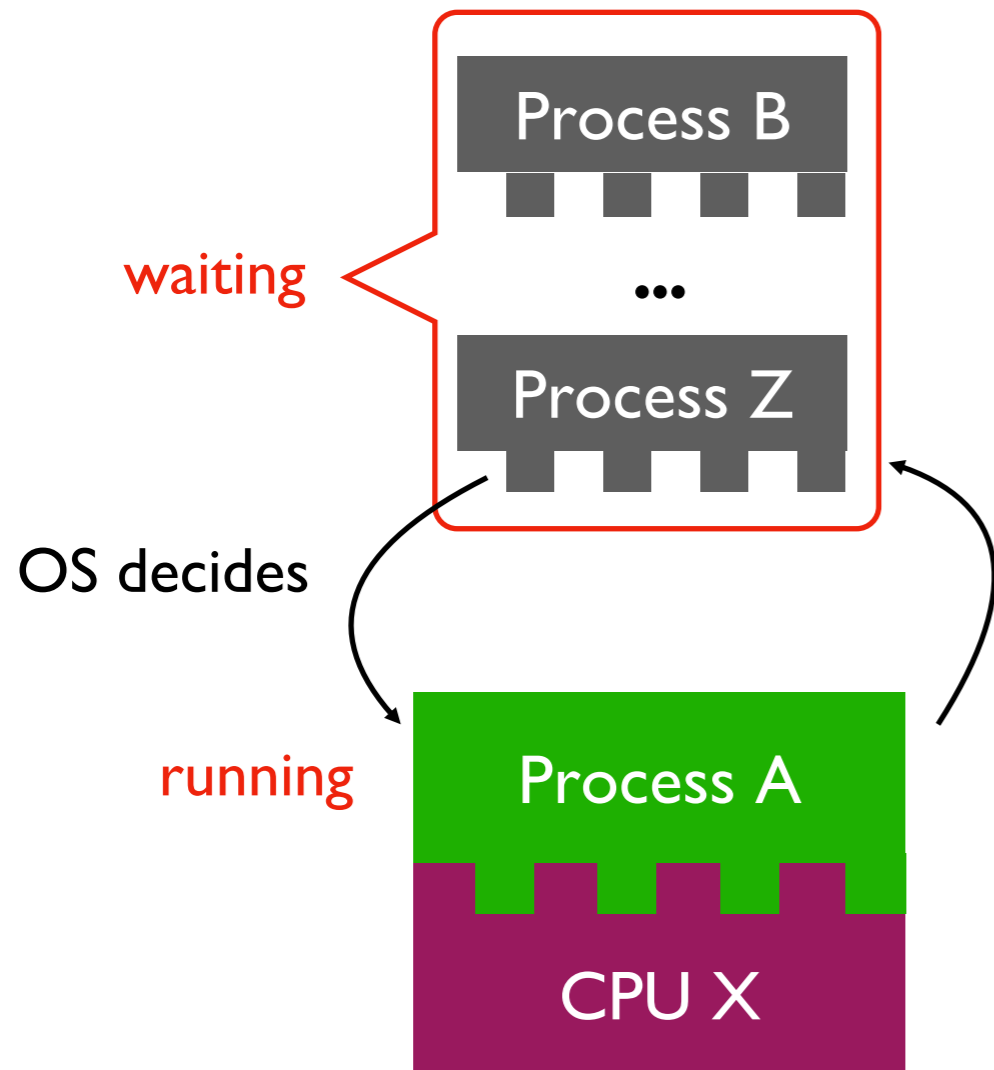 Process B
waiting
...
Process Z
OS decides
running
Process A
CPU X